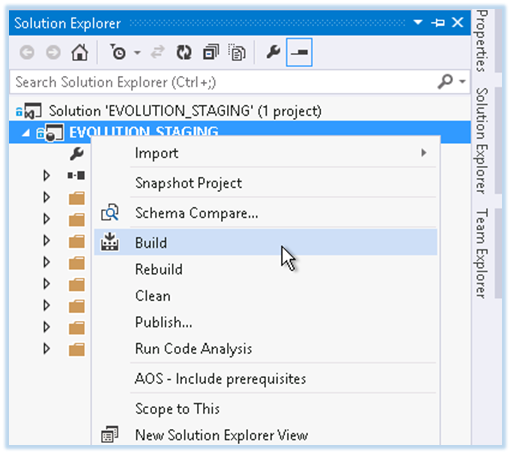 Solution Explorer
Search Solution Explorer (Ctrl+;)
Solution 'EVOLUTION_STAGING' (1 project)
EVOLUTION_STAGING
Import
Snapshot Project
Schema Compare...
Build
Rebuild
Clean
Publish...
Run Code Analysis
AOS - Include prerequisites
Scope to This
New Solution Explorer View
Properties
Solution Explorer
Team Explorer